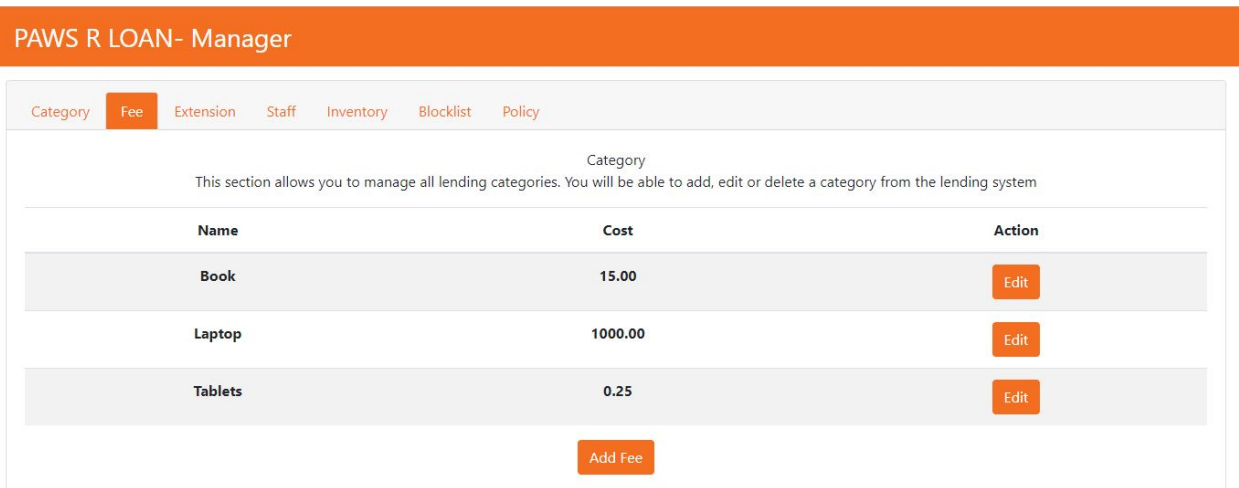 PAWS R LOAN- Manager
Category Fee Extension Staff Inventory Blocklist Policy
Category
This section allows you to manage all lending categories. You will be able to add, edit or delete a category from the lending system
Name Cost Action
Book 15.00 Edit
Laptop 1000.00 Edit
Tablets 0.25 Edit
Add Fee